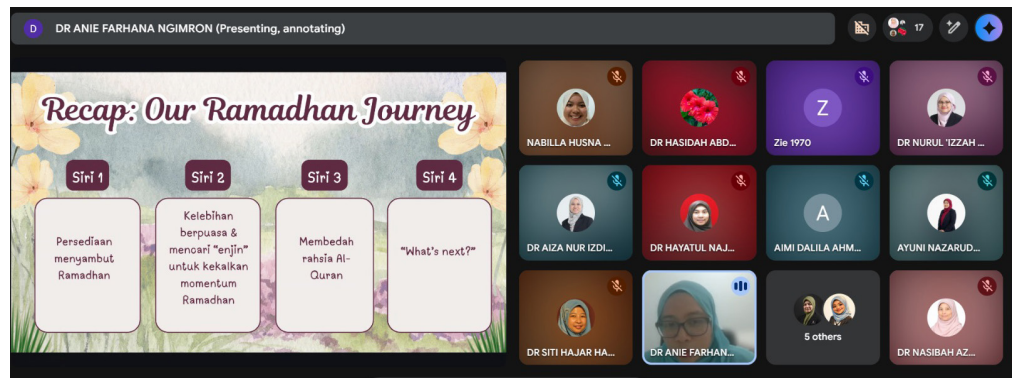 D DR ANIE FARHANA NGIMRON (Presenting, annotating)
17
Recap: Our Ramadhan Journey
Siri 1
Persediaan
menyambut
Ramadhan
Siri 2
Kelebihan
berpuasa &
mencari "enjin"
untuk kekalkan
momentum
Ramadhan
Siri 3
Membedah
rahsia Al-
Quran
Siri 4
"What's next?"
NABILLA HUSNA ...
DR HASIDAH ABD...
Z
Zie 1970
DR NURUL 'IZZAH ...
DR AIZA NUR IZDI...
DR HAYATUL NAJ...
A
AIMI DALILA AHM...
AYUNI NAZARUD...
DR SITI HAJAR HA...
DR ANIE FARHAN...
5 others
DR NASIBAH AZ...